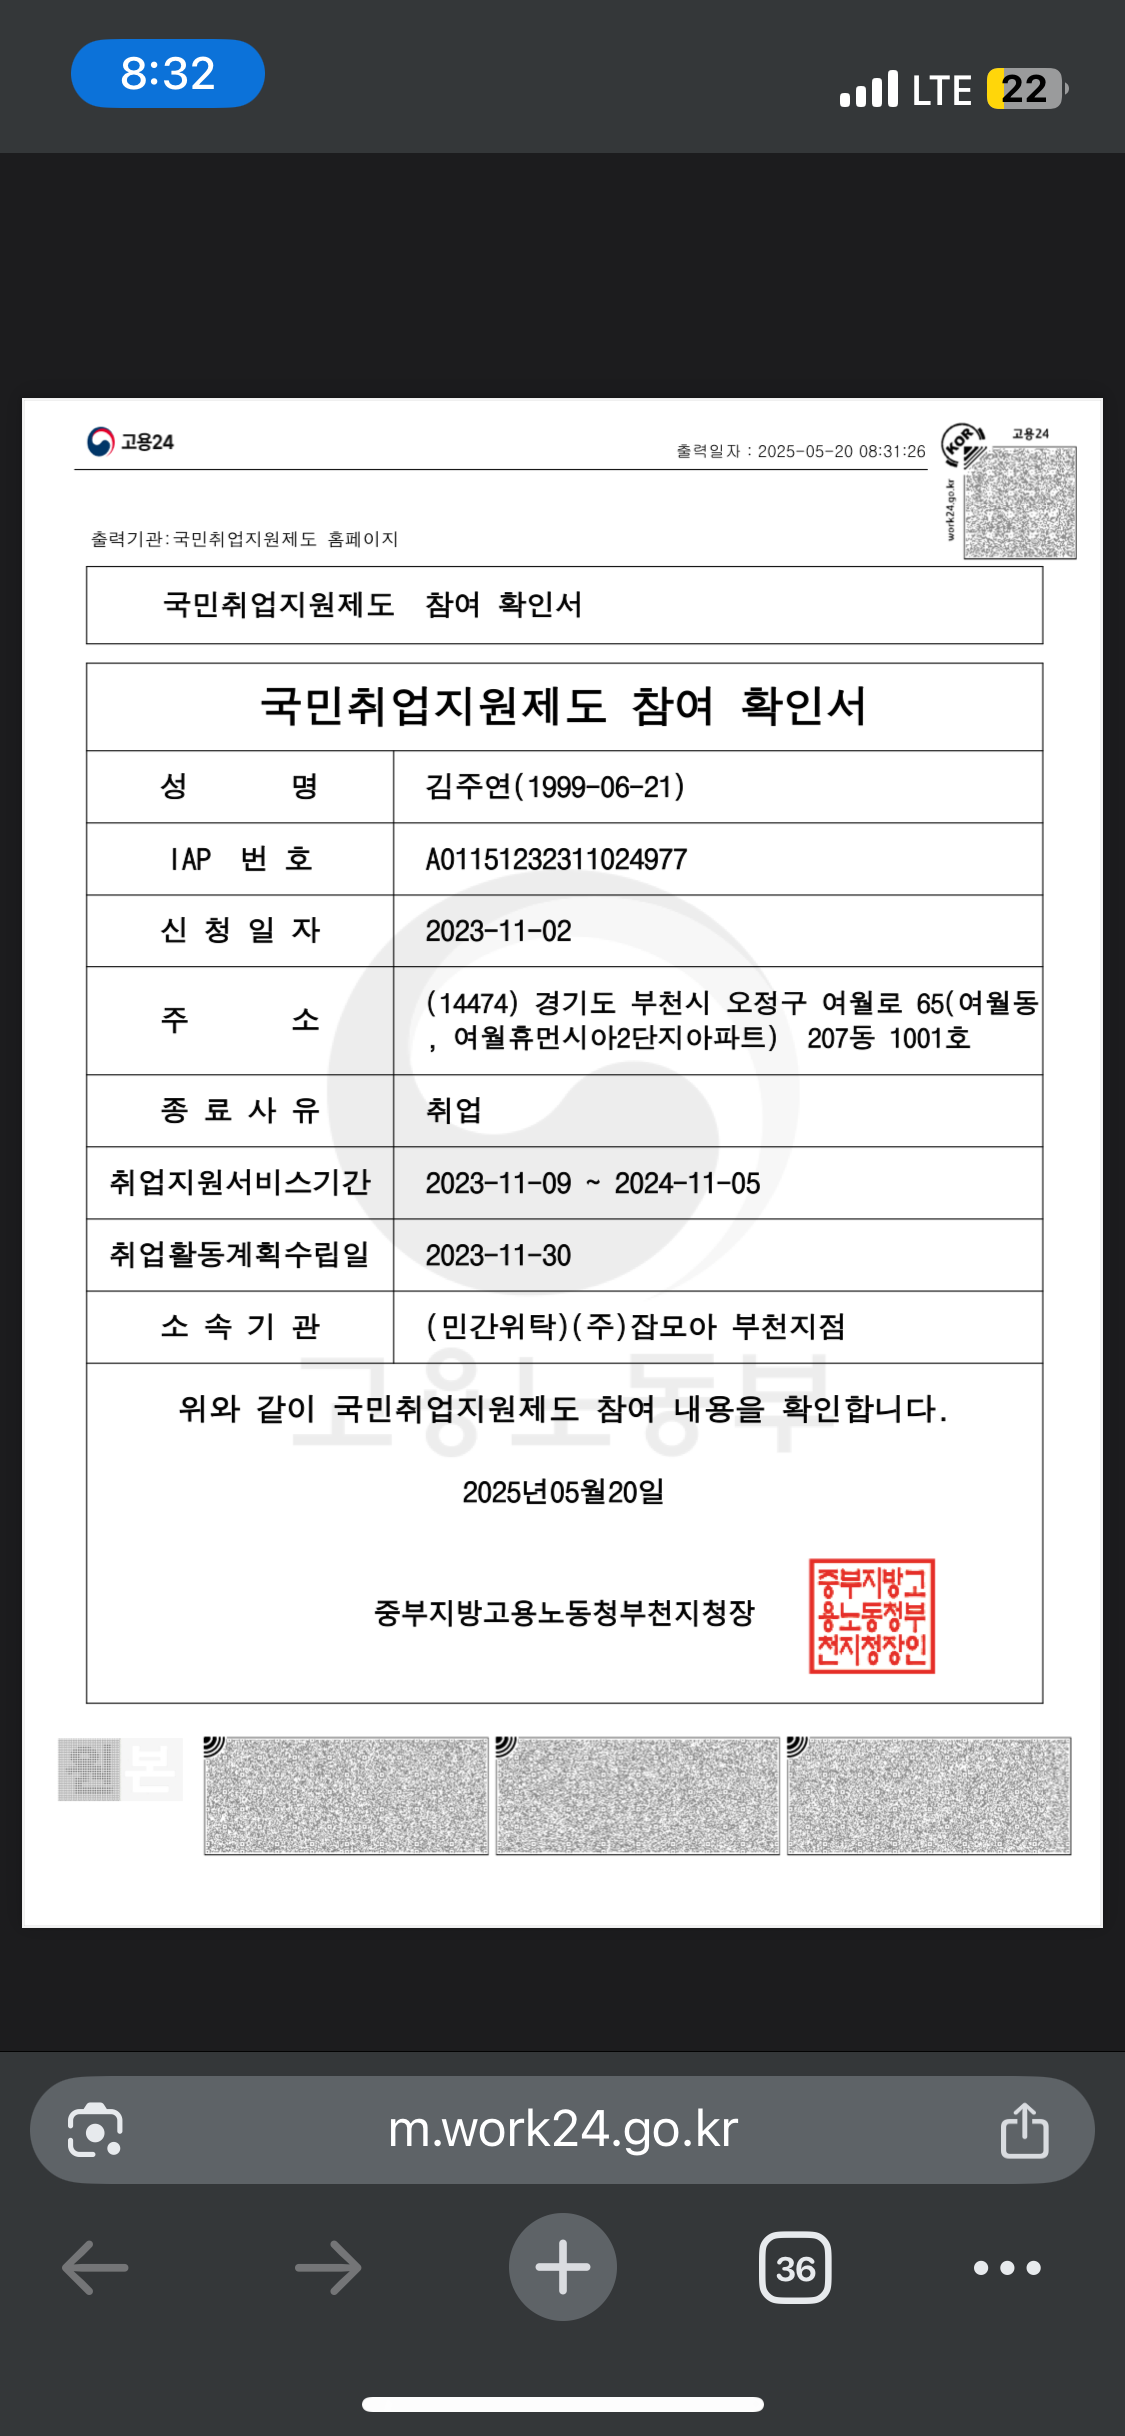 8:32
LTE 22
고용24
출력일자 : 2025-05-20 08:31:26
KOR
고용24
work24.go.kr
출력기관:국민취업지원제도 홈페이지
국민취업지원제도 참여 확인서
국민취업지원제도 참여 확인서
성 명 김주연(1999-06-21)
IAP 번 호 A01151232311024977
신 청 일 자 2023-11-02
주 소 (14474) 경기도 부천시 오정구 여월로 65(여월동
, 여월휴먼시아2단지아파트) 207동 1001호
종 료 사 유 취업
취업지원서비스기간 2023-11-09 ~ 2024-11-05
취업활동계획수립일 2023-11-30
소 속 기 관 (민간위탁)(주)잡모아 부천지점
고용노동부
위와 같이 국민취업지원제도 참여 내용을 확인합니다.
2025년05월20일
중부지방고용노동청부천지청장
중부지방고
용노동청부
천지청장인
원본
m.work24.go.kr
36